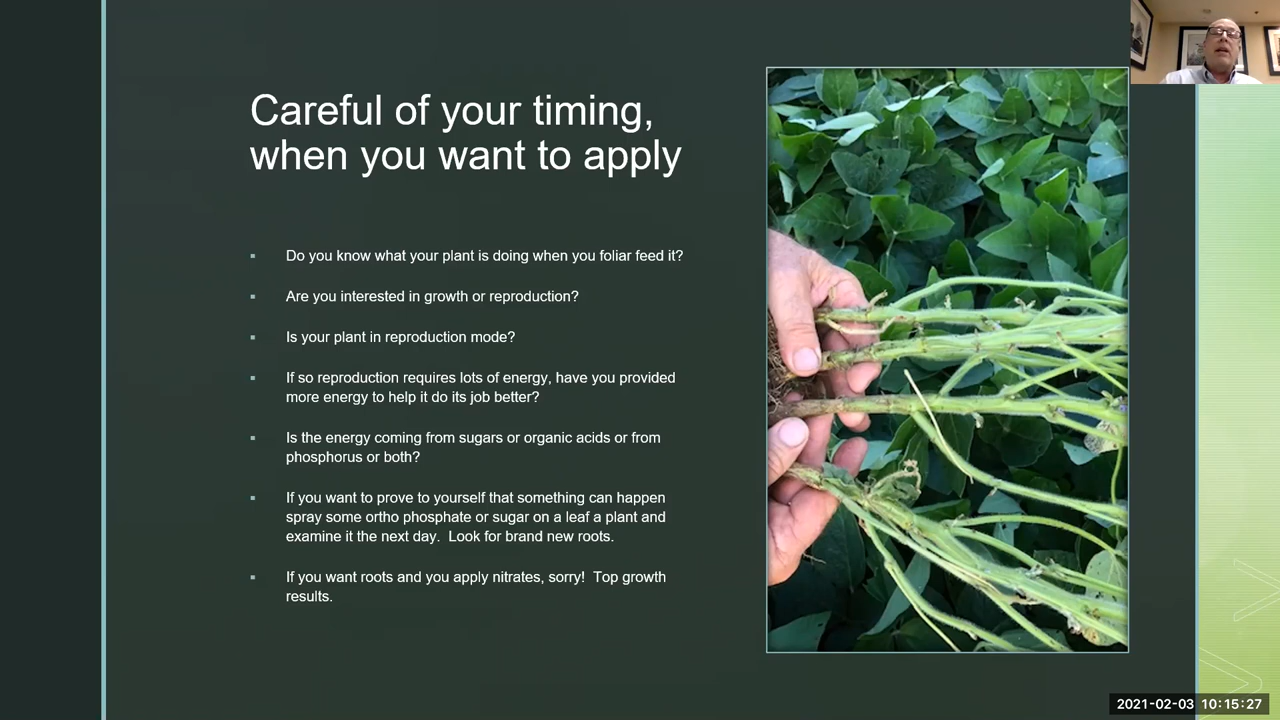 Careful of your timing,
when you want to apply
▪ Do you know what your plant is doing when you foliar feed it?
▪ Are you interested in growth or reproduction?
▪ Is your plant in reproduction mode?
▪ If so reproduction requires lots of energy, have you provided
more energy to help it do its job better?
▪ Is the energy coming from sugars or organic acids or from
phosphorus or both?
▪ If you want to prove to yourself that something can happen
spray some ortho phosphate or sugar on a leaf a plant and
examine it the next day.  Look for brand new roots.
▪ If you want roots and you apply nitrates, sorry!  Top growth
results.
2021-02-03 10:15:27